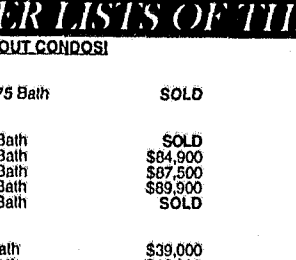 ER LISTS OF TH
OUT CONDOS!
75 Bath SOLD
Bath SOLD
Bath $84,900
Bath $87,500
Bath $89,900
Bath SOLD
ath $39,000